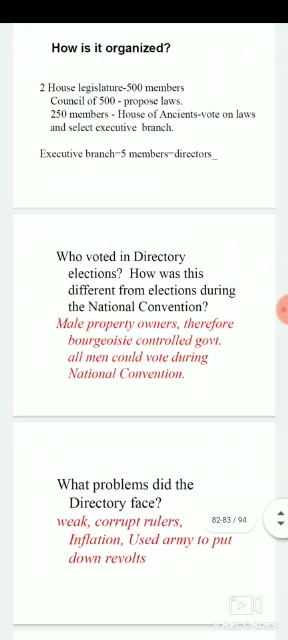 How is it organized?
2 House legislature-500 members
Council of 500 - propose laws.
250 members - House of Ancients-vote on laws
and select executive branch.
Executive branch=5 members=directors_
Who voted in Directory
elections? How was this
different from elections during
the National Convention?
Male property owners, therefore
bourgeoisie controlled govt.
all men could vote during
National Convention.
What problems did the
Directory face?
weak, corrupt rulers,
82-83 / 94
Inflation, Used army to put
down revolts